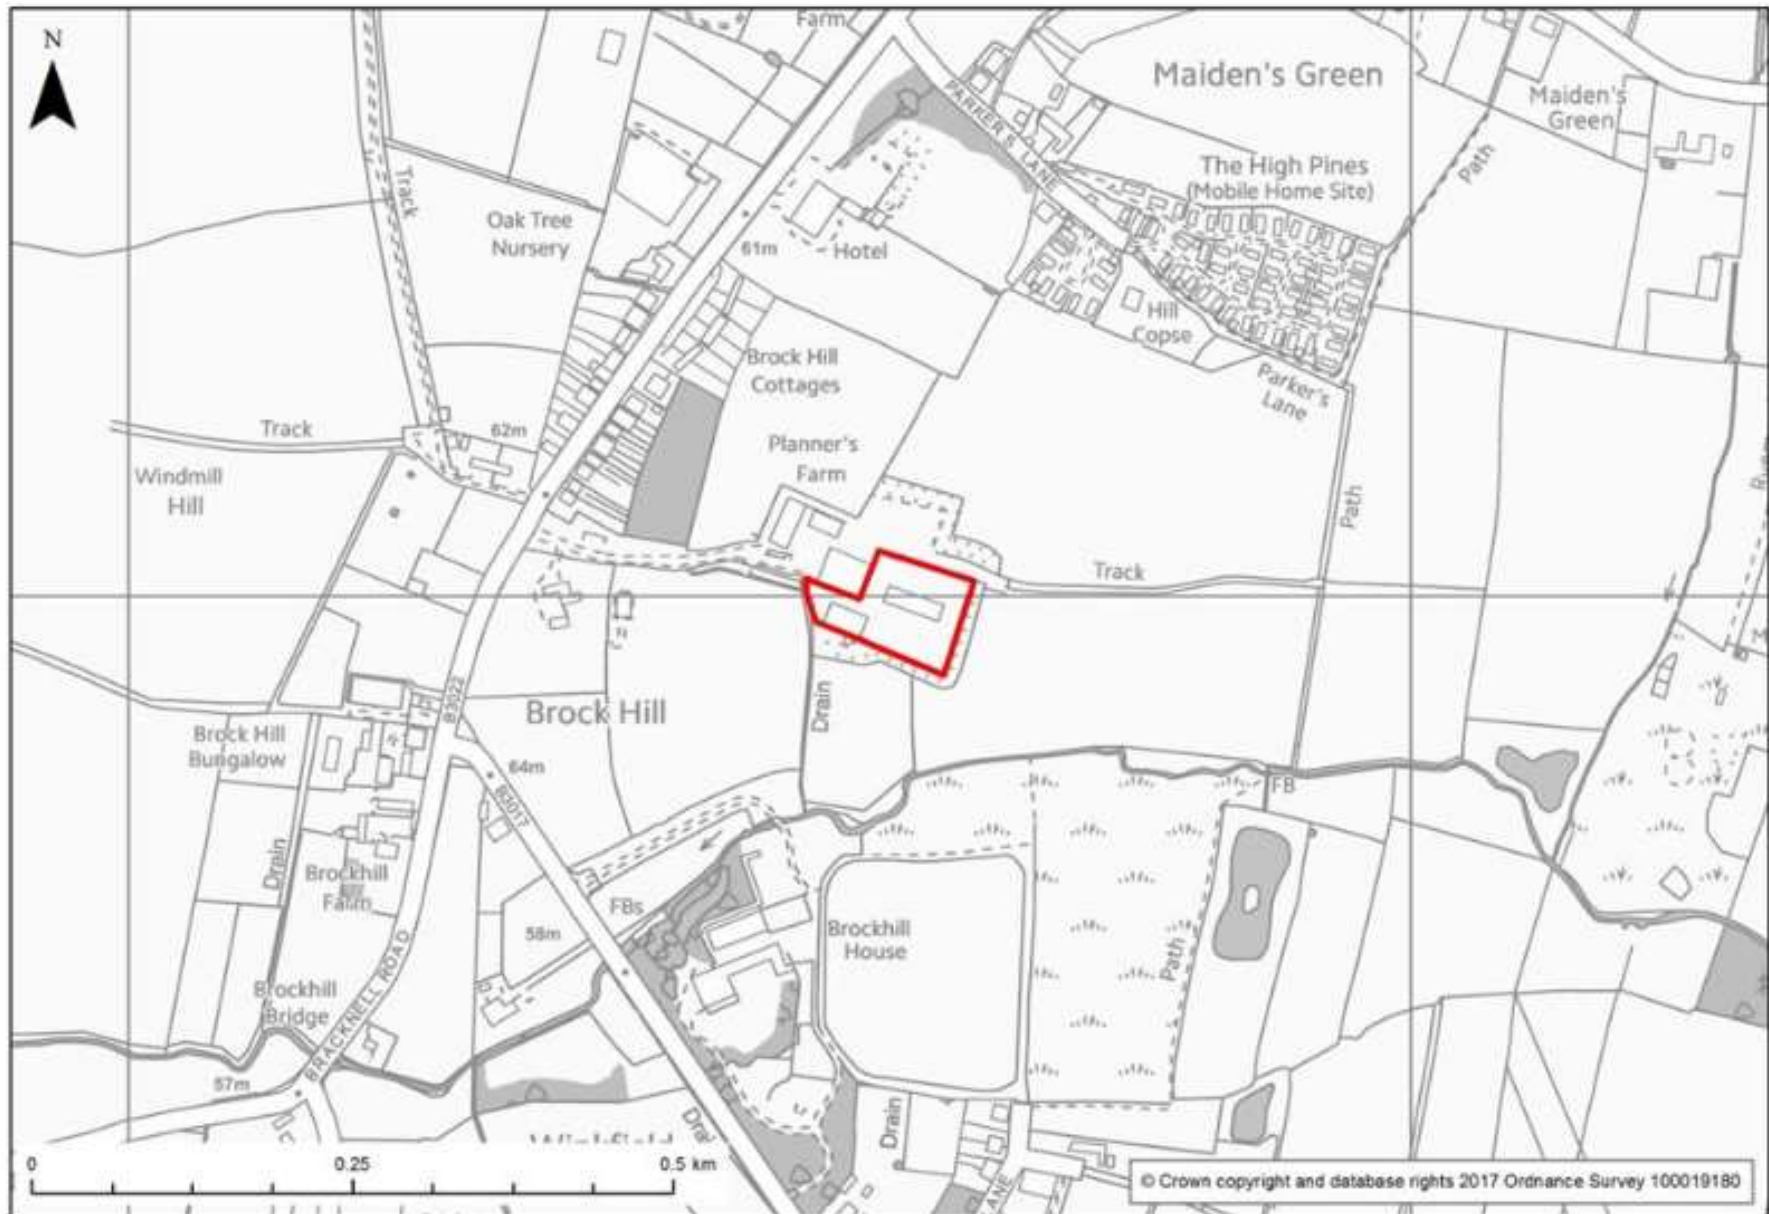 N
Farm
Maiden's Green
Maiden's
Green
PARKER'S LANE
The High Pines
(Mobile Home Site)
Path
Track
Oak Tree
Nursery
61m
Hotel
Hill
Copse
Brock Hill
Cottages
Parker's
Lane
Track
62m
Planner's
Farm
Windmill
Hill
Path
Track
Drain
B3022
Brock Hill
Brock Hill
Bungalow
64m
B3017
FB
Drain
Brockhill
Farm
FBs
58m
Brockhill
House
Path
BRACKNELL ROAD
Brockhill
Bridge
57m
Drain
0
0.25
0.5 km
© Crown copyright and database rights 2017 Ordnance Survey 100019180